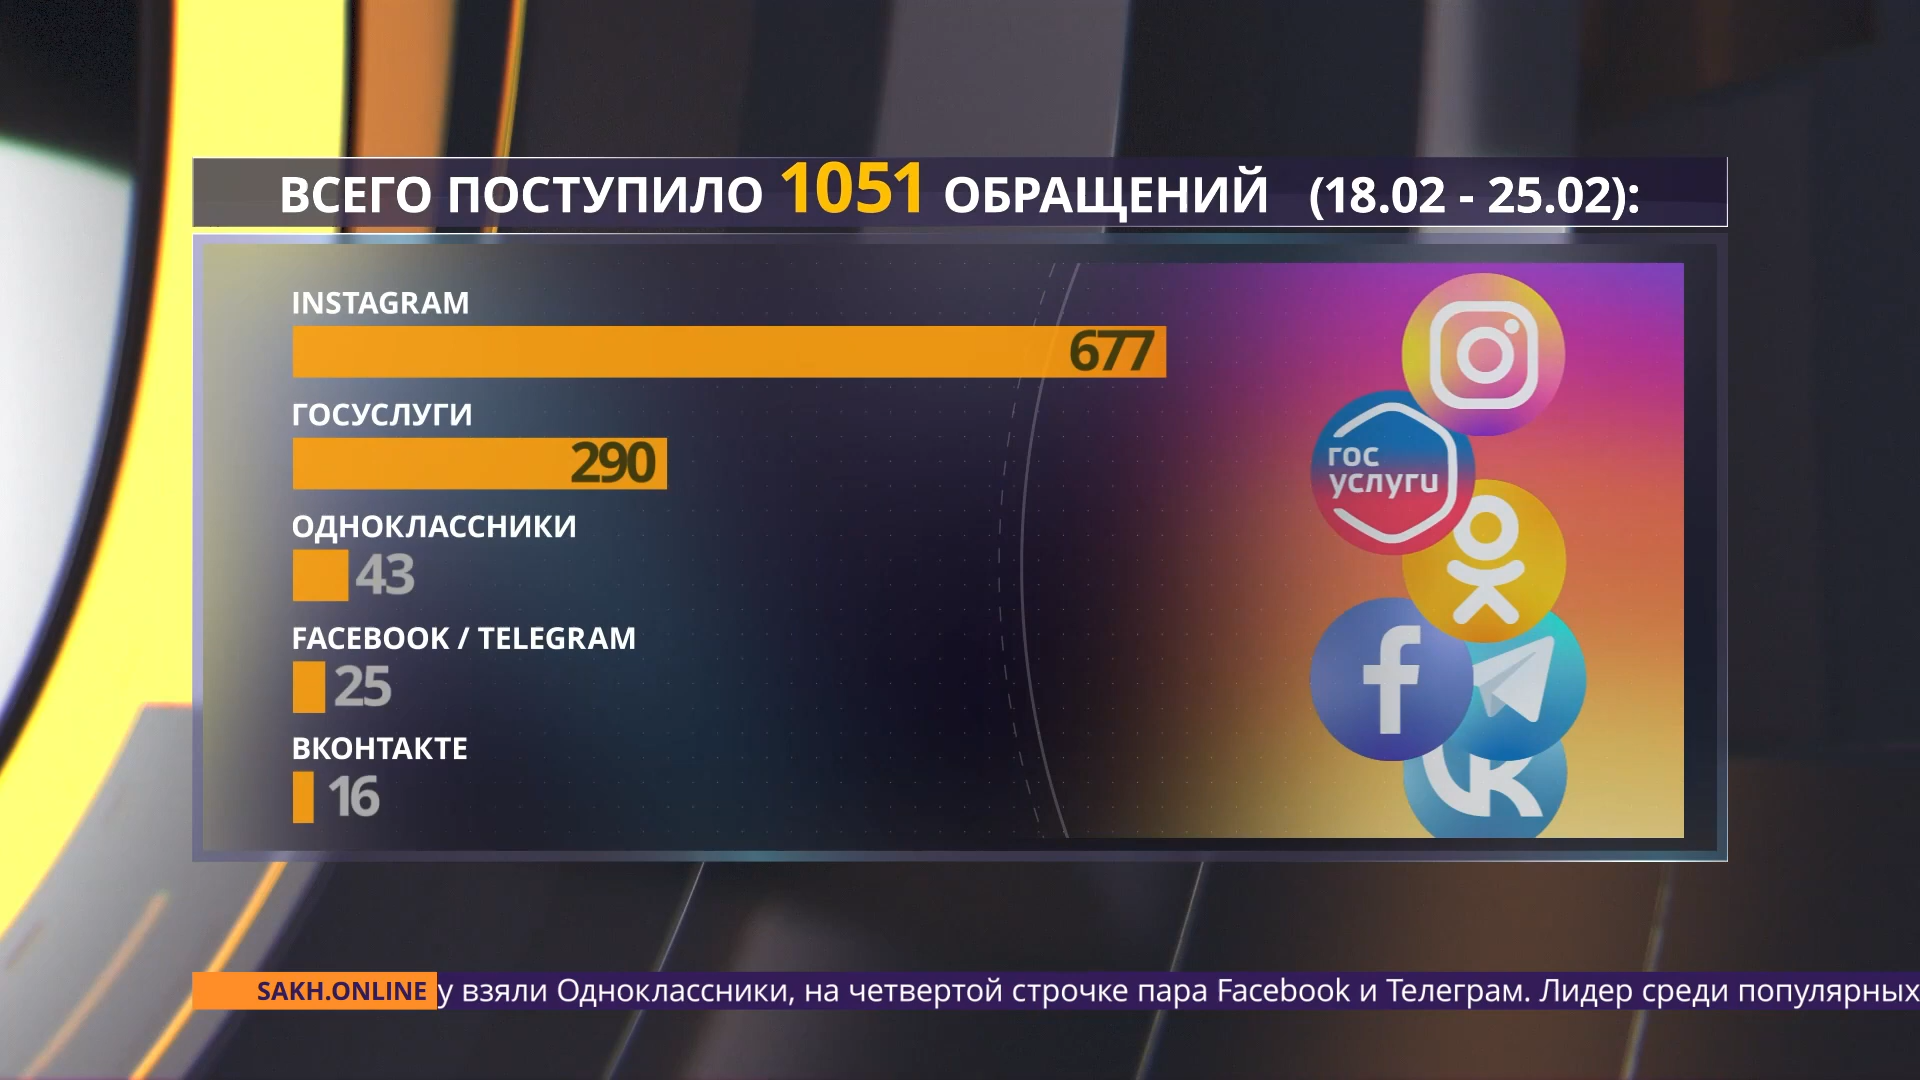 ВСЕГО ПОСТУПИЛО 1051 ОБРАЩЕНИЙ (18.02 - 25.02):
INSTAGRAM
677
ГОСУСЛУГИ
290
ОДНОКЛАССНИКИ
43
FACEBOOK / TELEGRAM
25
ВКОНТАКТЕ
16
гос
услуги
SAKH.ONLINE у взяли Одноклассники, на четвертой строчке пара Facebook и Телеграм. Лидер среди популярных